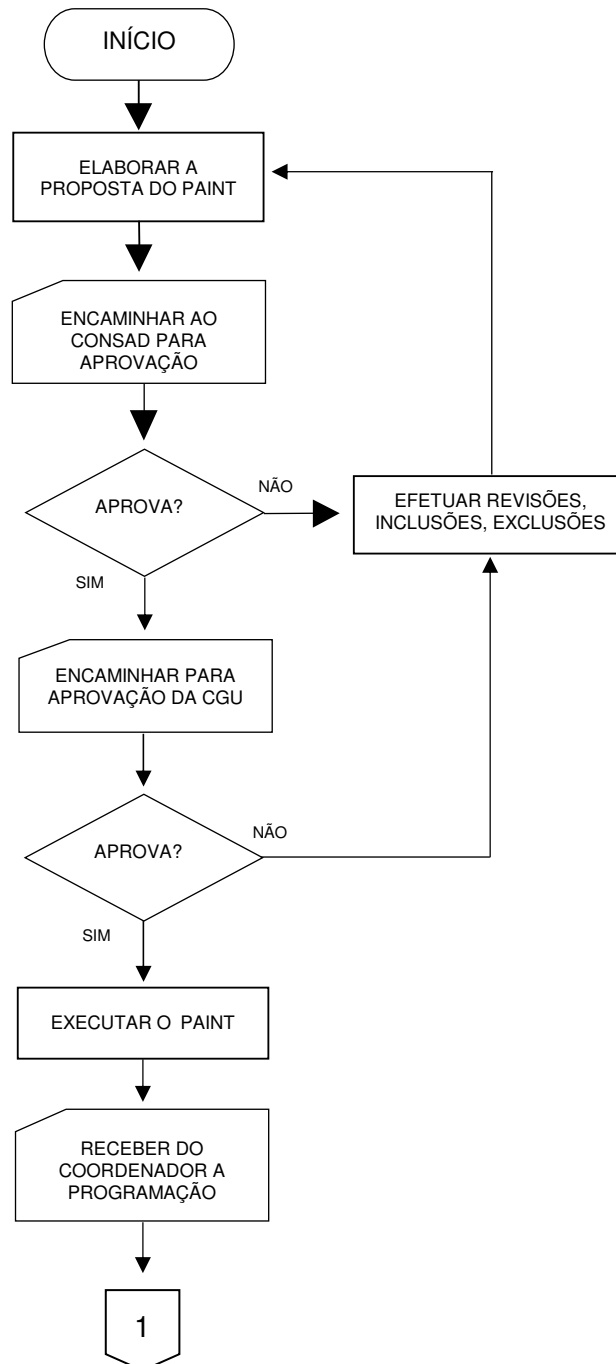 INÍCIO
ELABORAR A
PROPOSTA DO PAINT
ENCAMINHAR AO
CONSAD PARA
APROVAÇÃO
APROVA?
NÃO
EFETUAR REVISÕES,
INCLUSÕES, EXCLUSÕES
SIM
ENCAMINHAR PARA
APROVAÇÃO DA CGU
APROVA?
NÃO
SIM
EXECUTAR O PAINT
RECEBER DO
COORDENADOR A
PROGRAMAÇÃO
1